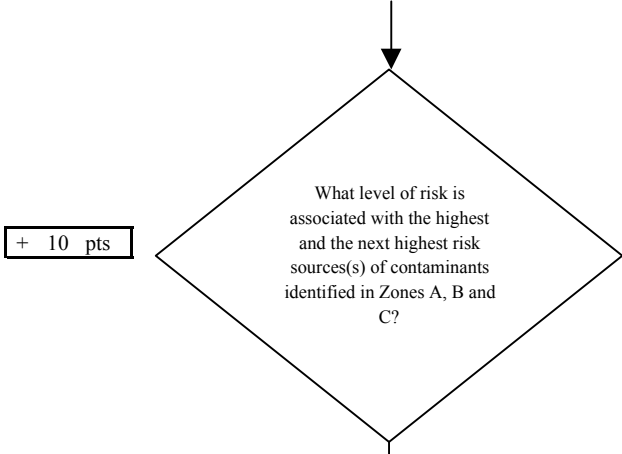 What level of risk is
associated with the highest
and the next highest risk
sources(s) of contaminants
identified in Zones A, B and
C?
+ 10 pts